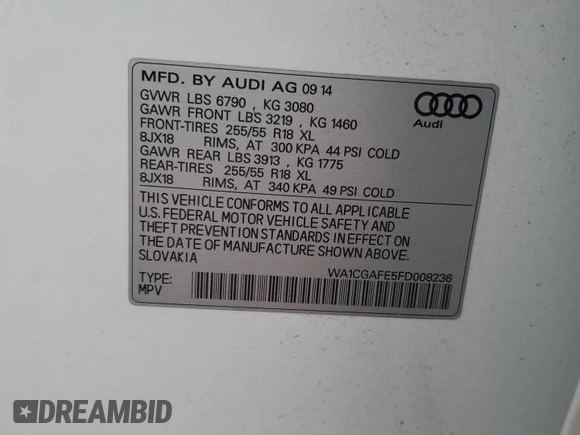 MFD. BY AUDI AG 09 14
GVWR LBS 6790 , KG 3080
GAWR FRONT LBS 3219 , KG 1460
FRONT-TIRES 255/55 R18 XL
8JX18 RIMS, AT 300 KPA 44 PSI COLD
GAWR REAR LBS 3913 , KG 1775
REAR-TIRES 255/55 R18 XL
8JX18 RIMS, AT 340 KPA 49 PSI COLD
Audi
THIS VEHICLE CONFORMS TO ALL APPLICABLE
U.S. FEDERAL MOTOR VEHICLE SAFETY AND
THEFT PREVENTION STANDARDS IN EFFECT ON
THE DATE OF MANUFACTURE SHOWN ABOVE.
SLOVAKIA
TYPE: WA1CGAFE5FD008236
MPV
DREAMBID